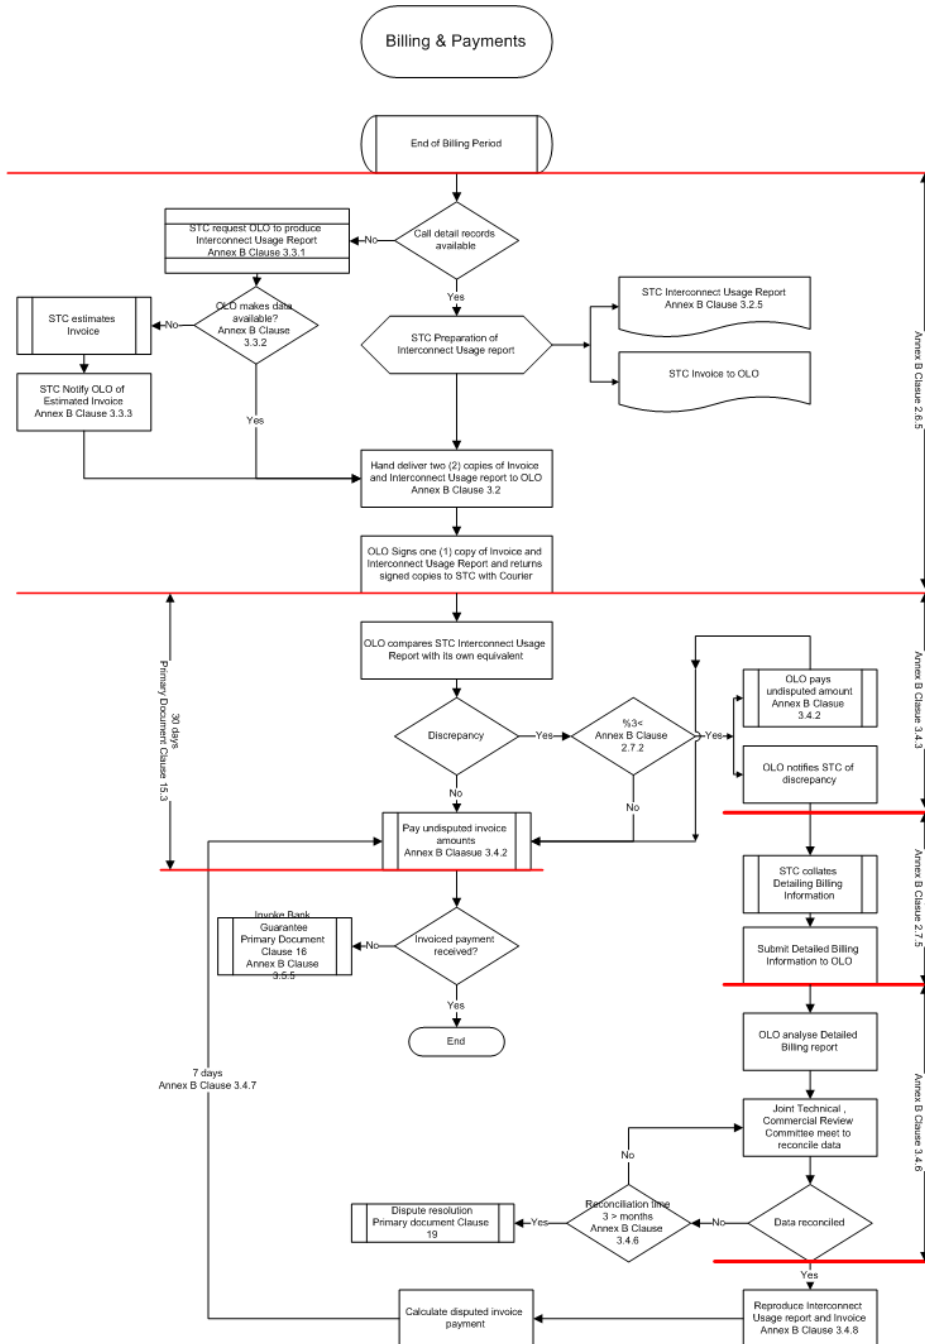 Billing & Payments
End of Billing Period
Call detail records
available
No
STC request OLO to produce
Interconnect Usage Report
Annex B Clause 3.3.1
Yes
OLO makes data
available?
Annex B Clause
3.3.2
No
STC estimates
Invoice
STC Notify OLO of
Estimated Invoice
Annex B Clause 3.3.3
Yes
STC Preparation of
Interconnect Usage report
STC Interconnect Usage Report
Annex B Clause 3.2.5
STC Invoice to OLO
Annex B Clasue 2.6.5
Hand deliver two (2) copies of Invoice
and Interconnect Usage report to OLO
Annex B Clause 3.2
OLO Signs one (1) copy of Invoice and
Interconnect Usage Report and returns
signed copies to STC with Courier
30 days
Primary Document Clause 15.3
OLO compares STC Interconnect Usage
Report with its own equivalent
Discrepancy
Yes
%3<
Annex B Clause
2.7.2
Yes
OLO pays
undisputed amount
Annex B Clasue
3.4.2
OLO notifies STC of
discrepancy
Annex B Clasue 3.4.3
No
No
Pay undisputed invoice
amounts
Annex B Claasue 3.4.2
STC collates
Detailing Billing
Information
Submit Detailed Billing
Information to OLO
Annex B Clasue 2.7.5
Invoiced payment
received?
No
Invoke Bank
Guarantee
Primary Document
Clause 16
Annex B Clause
3.5.5
Yes
End
OLO analyse Detailed
Billing report
Joint Technical ,
Commercial Review
Committee meet to
reconcile data
Annex B Clause 3.4.6
7 days
Annex B Clause 3.4.7
No
Data reconciled
No
Reconciliation time
3 > months
Annex B Clause
3.4.6
Yes
Dispute resolution
Primary document Clause
19
Yes
Reproduce Interconnect
Usage report and Invoice
Annex B Clause 3.4.8
Calculate disputed invoice
payment